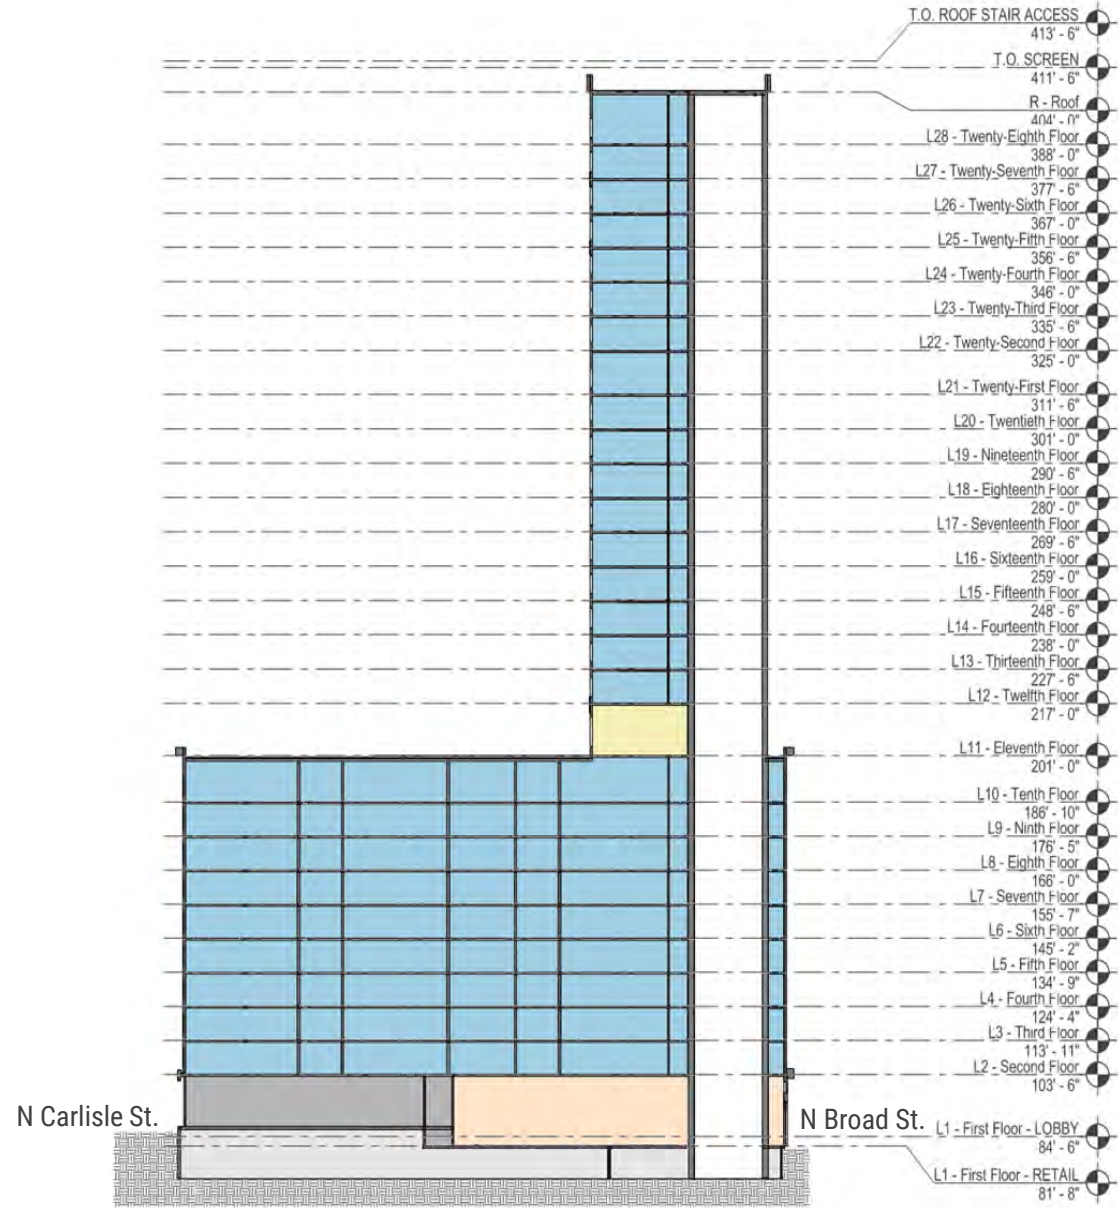 T.O. ROOF STAIR ACCESS
413' - 6"
T.O. SCREEN
411' - 6"
R - Roof
404' - 0"
L28 - Twenty-Eighth Floor
388' - 0"
L27 - Twenty-Seventh Floor
377' - 6"
L26 - Twenty-Sixth Floor
367' - 0"
L25 - Twenty-Fifth Floor
356' - 6"
L24 - Twenty-Fourth Floor
346' - 0"
L23 - Twenty-Third Floor
335' - 6"
L22 - Twenty-Second Floor
325' - 0"
L21 - Twenty-First Floor
311' - 6"
L20 - Twentieth Floor
301' - 0"
L19 - Nineteenth Floor
290' - 6"
L18 - Eighteenth Floor
280' - 0"
L17 - Seventeenth Floor
269' - 6"
L16 - Sixteenth Floor
259' - 0"
L15 - Fifteenth Floor
248' - 6"
L14 - Fourteenth Floor
238' - 0"
L13 - Thirteenth Floor
227' - 6"
L12 - Twelfth Floor
217' - 0"
L11 - Eleventh Floor
201' - 0"
L10 - Tenth Floor
186' - 10"
L9 - Ninth Floor
176' - 5"
L8 - Eighth Floor
166' - 0"
L7 - Seventh Floor
155' - 7"
L6 - Sixth Floor
145' - 2"
L5 - Fifth Floor
134' - 9"
L4 - Fourth Floor
124' - 4"
L3 - Third Floor
113' - 11"
L2 - Second Floor
103' - 6"
N Carlisle St.
N Broad St.
L1 - First Floor - LOBBY
84' - 6"
L1 - First Floor - RETAIL
81' - 8"